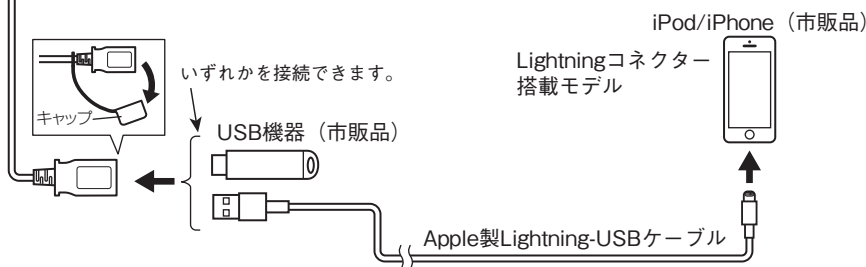 iPod/iPhone（市販品）
Lightningコネクター
搭載モデル
いずれかを接続できます。
キャップ
USB機器（市販品）
Apple製Lightning-USBケーブル